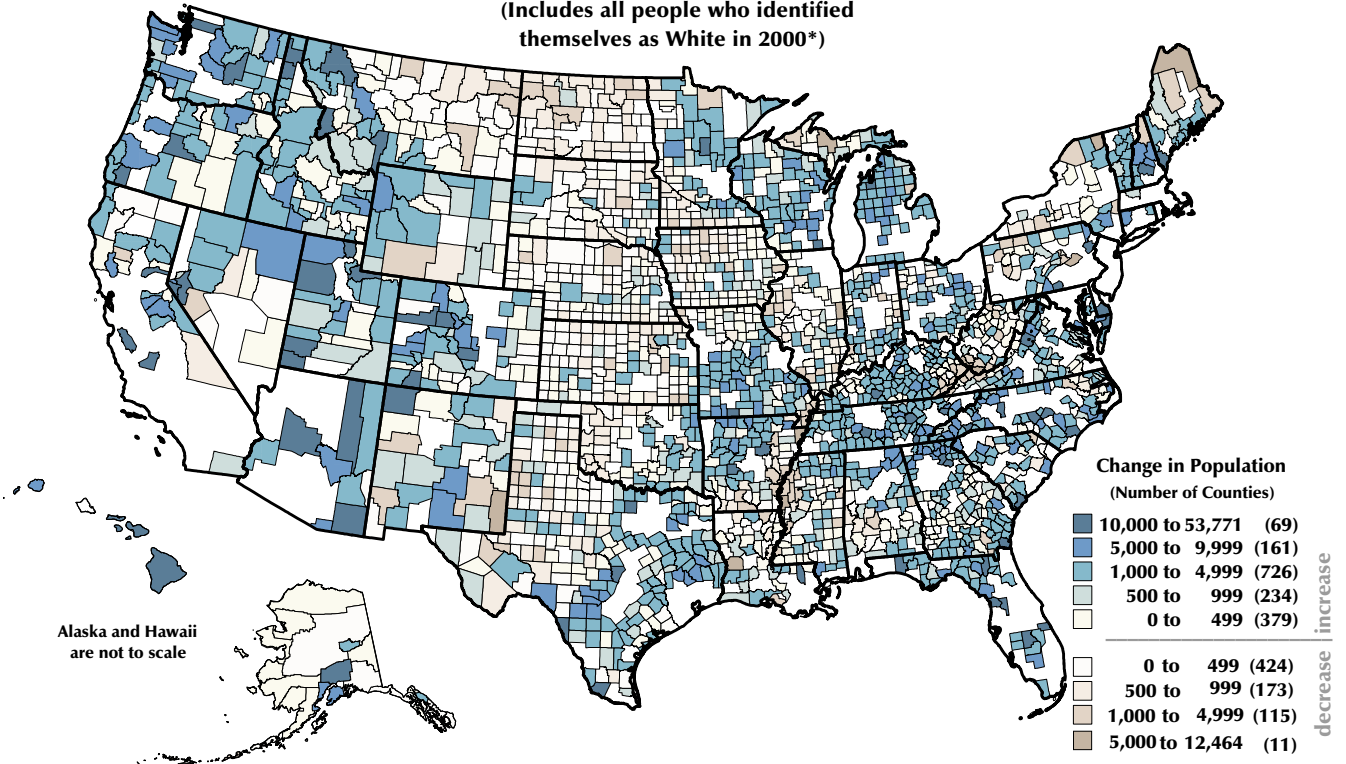 (Includes all people who identified
themselves as White in 2000*)
Alaska and Hawaii
are not to scale
Change in Population
(Number of Counties)
10,000 to 53,771 (69)
5,000 to 9,999 (161)
1,000 to 4,999 (726)
500 to 999 (234)
0 to 499 (379)
increase
0 to 499 (424)
500 to 999 (173)
1,000 to 4,999 (115)
5,000 to 12,464 (11)
decrease